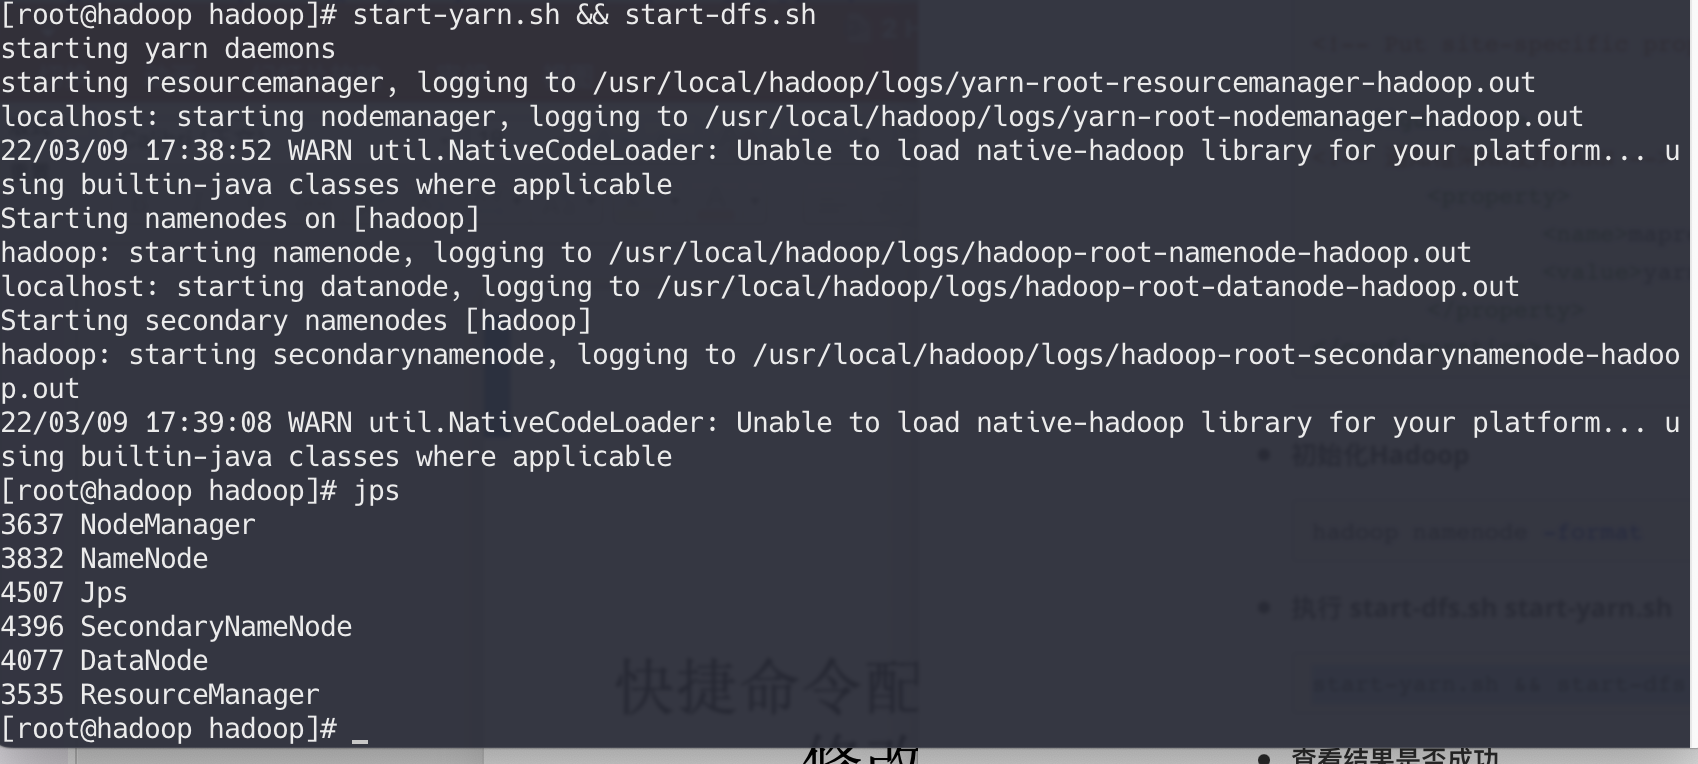 [root@hadoop hadoop]# start-yarn.sh && start-dfs.sh
starting yarn daemons
starting resourcemanager, logging to /usr/local/hadoop/logs/yarn-root-resourcemanager-hadoop.out
localhost: starting nodemanager, logging to /usr/local/hadoop/logs/yarn-root-nodemanager-hadoop.out
22/03/09 17:38:52 WARN util.NativeCodeLoader: Unable to load native-hadoop library for your platform... u
sing builtin-java classes where applicable
Starting namenodes on [hadoop]
hadoop: starting namenode, logging to /usr/local/hadoop/logs/hadoop-root-namenode-hadoop.out
localhost: starting datanode, logging to /usr/local/hadoop/logs/hadoop-root-datanode-hadoop.out
Starting secondary namenodes [hadoop]
hadoop: starting secondarynamenode, logging to /usr/local/hadoop/logs/hadoop-root-secondarynamenode-hadoo
p.out
22/03/09 17:39:08 WARN util.NativeCodeLoader: Unable to load native-hadoop library for your platform... u
sing builtin-java classes where applicable
[root@hadoop hadoop]# jps
3637 NodeManager
3832 NameNode
4507 Jps
4396 SecondaryNameNode
4077 DataNode
3535 ResourceManager
[root@hadoop hadoop]# _
<property>
</property>
初始化Hadoop
hadoop namenode -format
执行 start-dfs.sh start-yarn.sh
start-yarn.sh && start-dfs
快捷命令配
查看结果是否成功